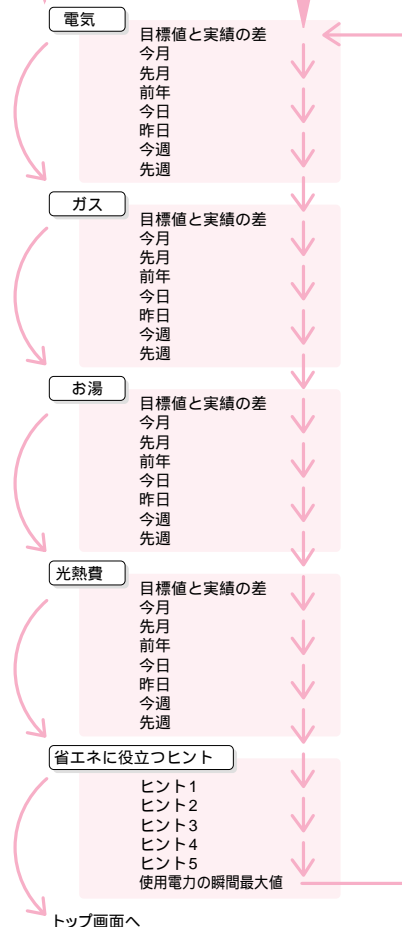 電気
目標値と実績の差
今月
先月
前年
今日
昨日
今週
先週
ガス
目標値と実績の差
今月
先月
前年
今日
昨日
今週
先週
お湯
目標値と実績の差
今月
先月
前年
今日
昨日
今週
先週
光熱費
目標値と実績の差
今月
先月
前年
今日
昨日
今週
先週
省エネに役立つヒント
ヒント1
ヒント2
ヒント3
ヒント4
ヒント5
使用電力の瞬間最大値
トップ画面へ